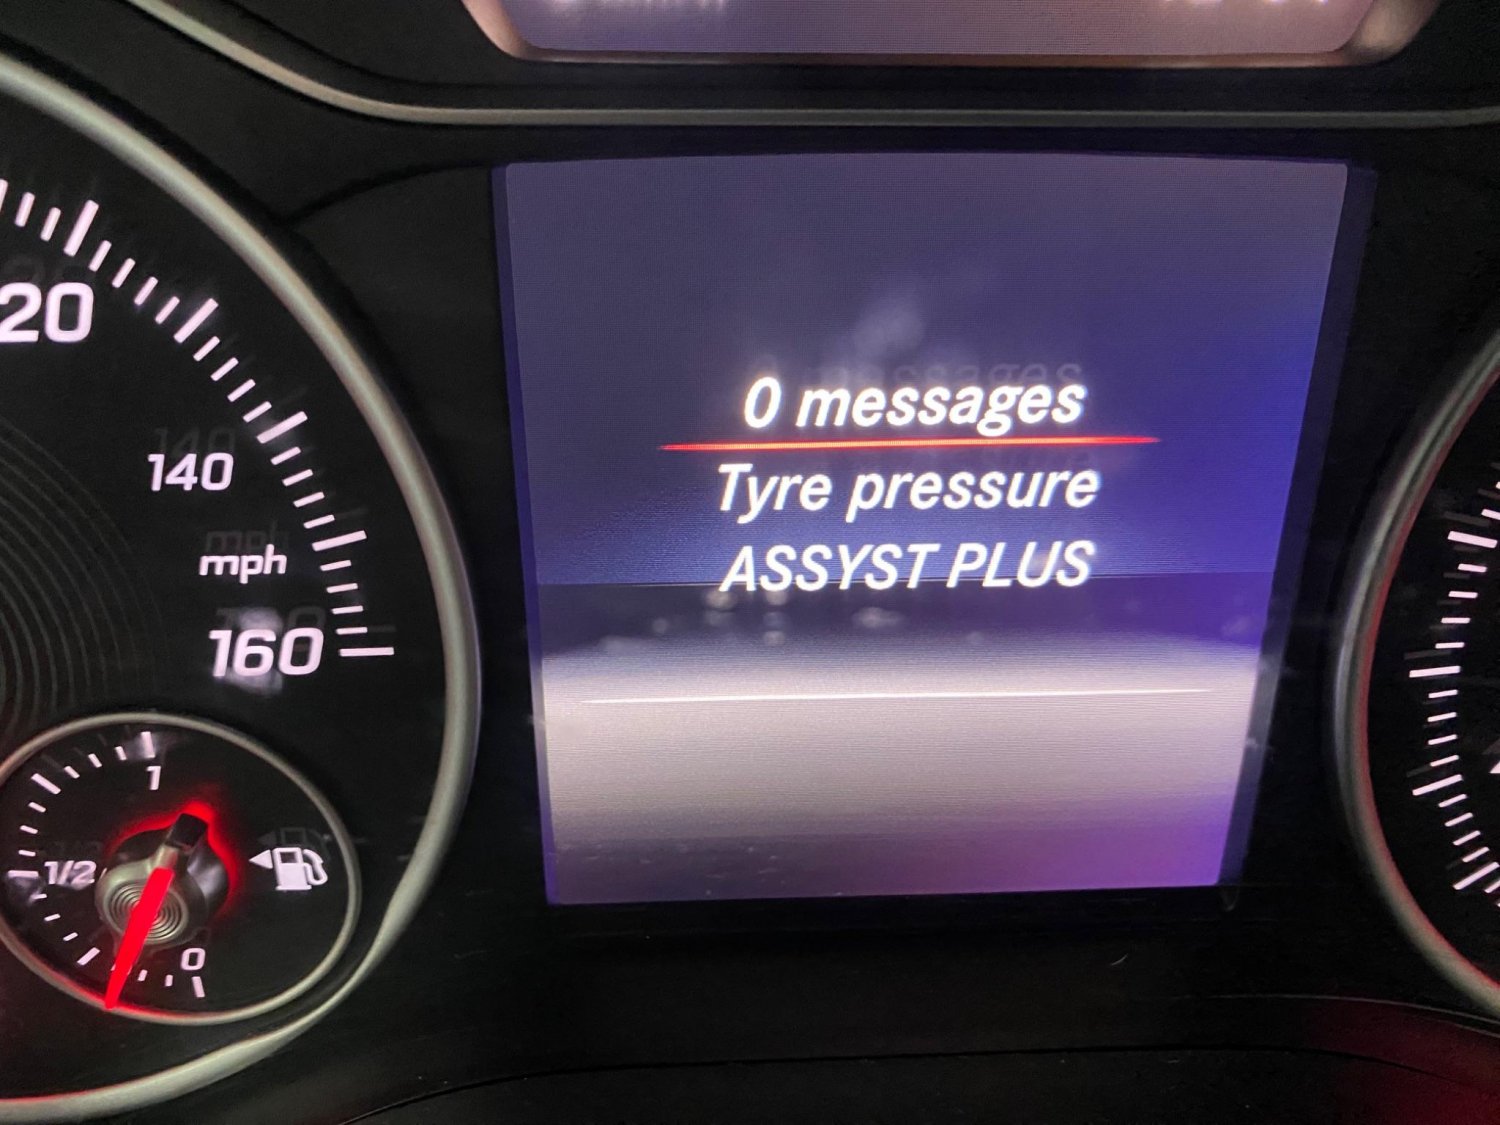 20
140
mph
160
1
1/2
0
0 messages
Tyre pressure
ASSYST PLUS